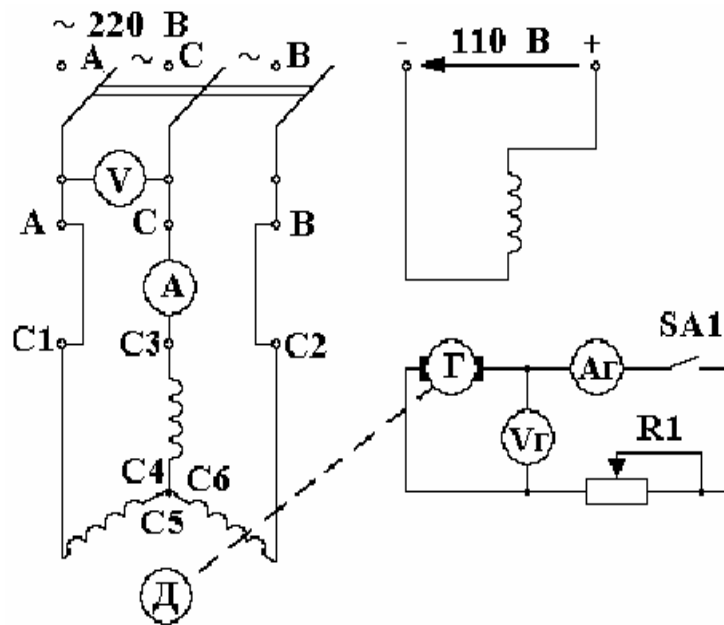 ~ 220 В
А ~ С ~ В
- 110 В +
V
А С В
А
С1 С3 С2
SA1
Г Аг
Vг R1
С4 С6
С5
Д